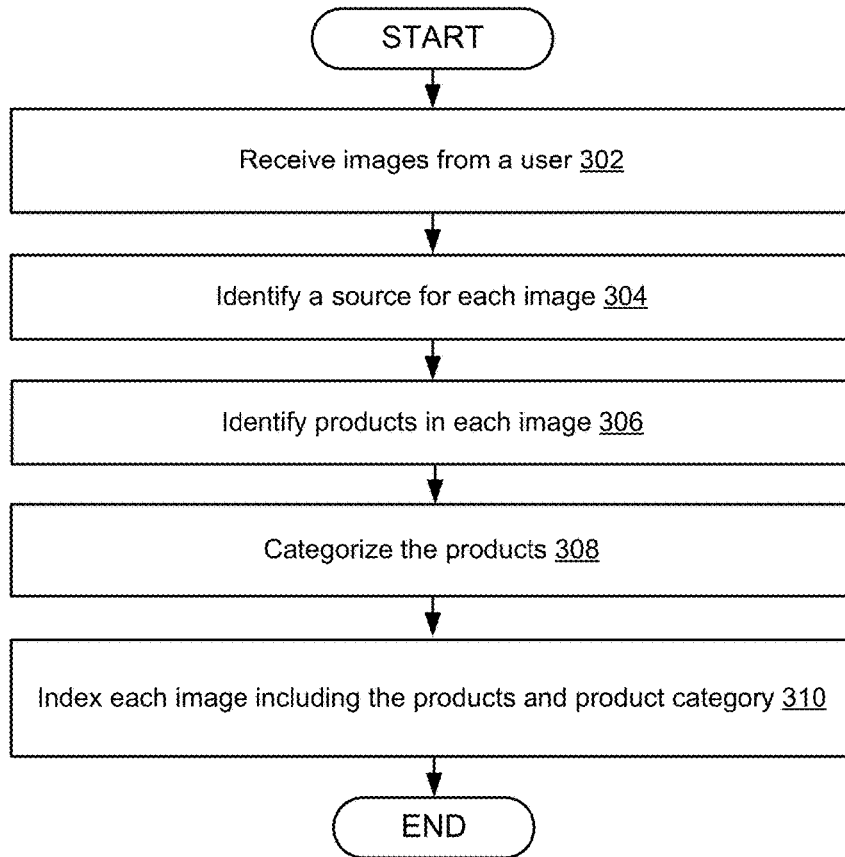 START
Receive images from a user 302
Identify a source for each image 304
Identify products in each image 306
Categorize the products 308
Index each image including the products and product category 310
END